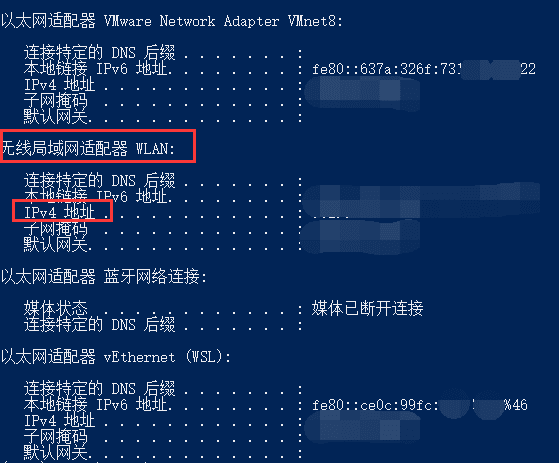 以太网适配器 VMware Network Adapter VMnet8:
连接特定的 DNS 后缀 . . . . . . . :
本地链接 IPv6 地址. . . . . . . . : fe80::637a:326f:731 22
IPv4 地址 . . . . . . . . . . . . :
子网掩码 . . . . . . . . . . . . :
默认网关. . . . . . . . . . . . . :
无线局域网适配器 WLAN:
连接特定的 DNS 后缀 . . . . . . . :
本地链接 IPv6 地址. . . . . . . . :
IPv4 地址 . . . . . . . . . . . . :
子网掩码 . . . . . . . . . . . . :
默认网关. . . . . . . . . . . . . :
以太网适配器 蓝牙网络连接:
媒体状态 . . . . . . . . . . . . : 媒体已断开连接
连接特定的 DNS 后缀 . . . . . . . :
以太网适配器 vEthernet (WSL):
连接特定的 DNS 后缀 . . . . . . . :
本地链接 IPv6 地址. . . . . . . . : fe80::ce0c:99fc: %46
IPv4 地址 . . . . . . . . . . . . :
子网掩码 . . . . . . . . . . . . :
默认网关. . . . . . . . . . . . . :